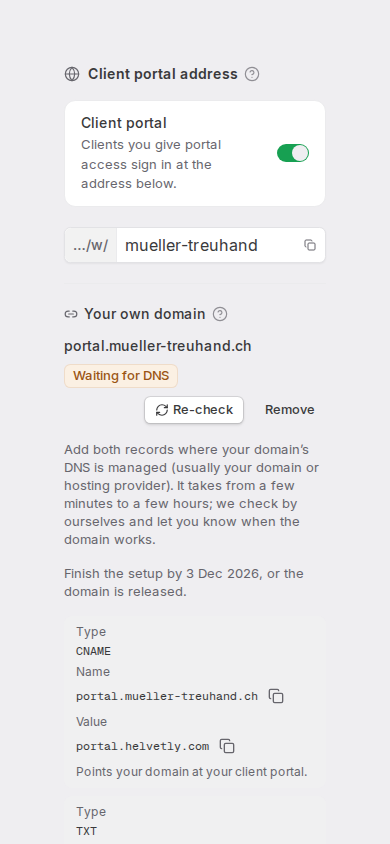 Client portal address
Client portal
Clients you give portal
access sign in at the
address below.
.../w/ mueller-treuhand
Your own domain
portal.mueller-treuhand.ch
Waiting for DNS
Re-check Remove
Add both records where your domain’s
DNS is managed (usually your domain or
hosting provider). It takes from a few
minutes to a few hours; we check by
ourselves and let you know when the
domain works.
Finish the setup by 3 Dec 2026, or the
domain is released.
Type
CNAME
Name
portal.mueller-treuhand.ch
Value
portal.helvetly.com
Points your domain at your client portal.
Type
TXT